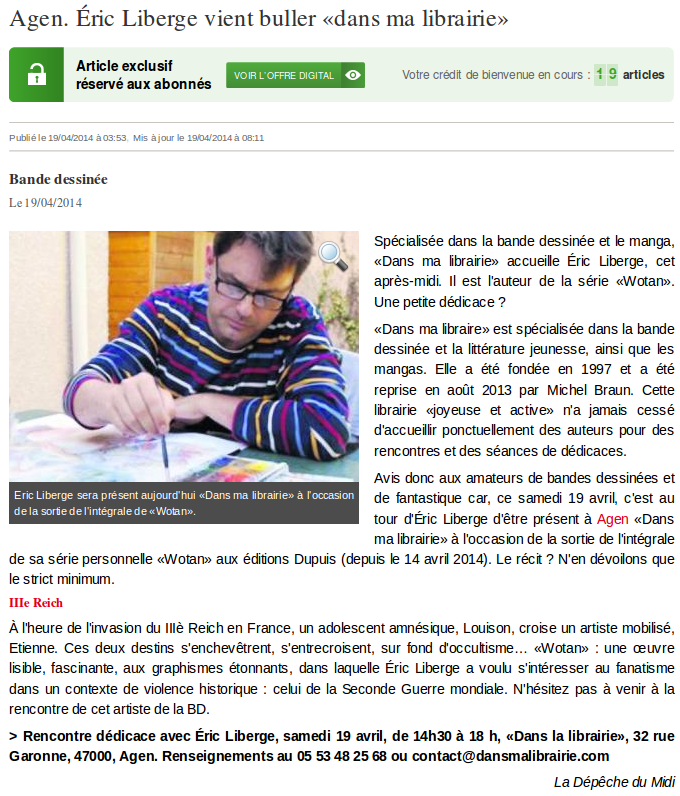 Agen. Éric Liberge vient buller «dans ma librairie»
Article exclusif
réservé aux abonnés
VOIR L'OFFRE DIGITAL
Votre crédit de bienvenue en cours : 19 articles
Publié le 19/04/2014 à 03:53, Mis à jour le 19/04/2014 à 08:11
Bande dessinée
Le 19/04/2014
Eric Liberge sera présent aujourd'hui «Dans ma librairie» à l'occasion
de la sortie de l'intégrale de «Wotan».
Spécialisée dans la bande dessinée et le manga,
«Dans ma librairie» accueille Éric Liberge, cet
après-midi. Il est l'auteur de la série «Wotan».
Une petite dédicace ?
«Dans ma libraire» est spécialisée dans la bande
dessinée et la littérature jeunesse, ainsi que les
mangas. Elle a été fondée en 1997 et a été
reprise en août 2013 par Michel Braun. Cette
librairie «joyeuse et active» n'a jamais cessé
d'accueillir ponctuellement des auteurs pour des
rencontres et des séances de dédicaces.
Avis donc aux amateurs de bandes dessinées et
de fantastique car, ce samedi 19 avril, c'est au
tour d'Éric Liberge d'être présent à Agen «Dans
ma librairie» à l'occasion de la sortie de l'intégrale
de sa série personnelle «Wotan» aux éditions Dupuis (depuis le 14 avril 2014). Le récit ? N'en dévoilons que
le strict minimum.
IIIe Reich
À l'heure de l'invasion du IIIè Reich en France, un adolescent amnésique, Louison, croise un artiste mobilisé,
Etienne. Ces deux destins s'enchevêtrent, s'entrecroisent, sur fond d'occultisme… «Wotan» : une œuvre
lisible, fascinante, aux graphismes étonnants, dans laquelle Éric Liberge a voulu s'intéresser au fanatisme
dans un contexte de violence historique : celui de la Seconde Guerre mondiale. N'hésitez pas à venir à la
rencontre de cet artiste de la BD.
> Rencontre dédicace avec Éric Liberge, samedi 19 avril, de 14h30 à 18 h, «Dans la librairie», 32 rue
Garonne, 47000, Agen. Renseignements au 05 53 48 25 68 ou contact@dansmalibrairie.com
La Dépêche du Midi